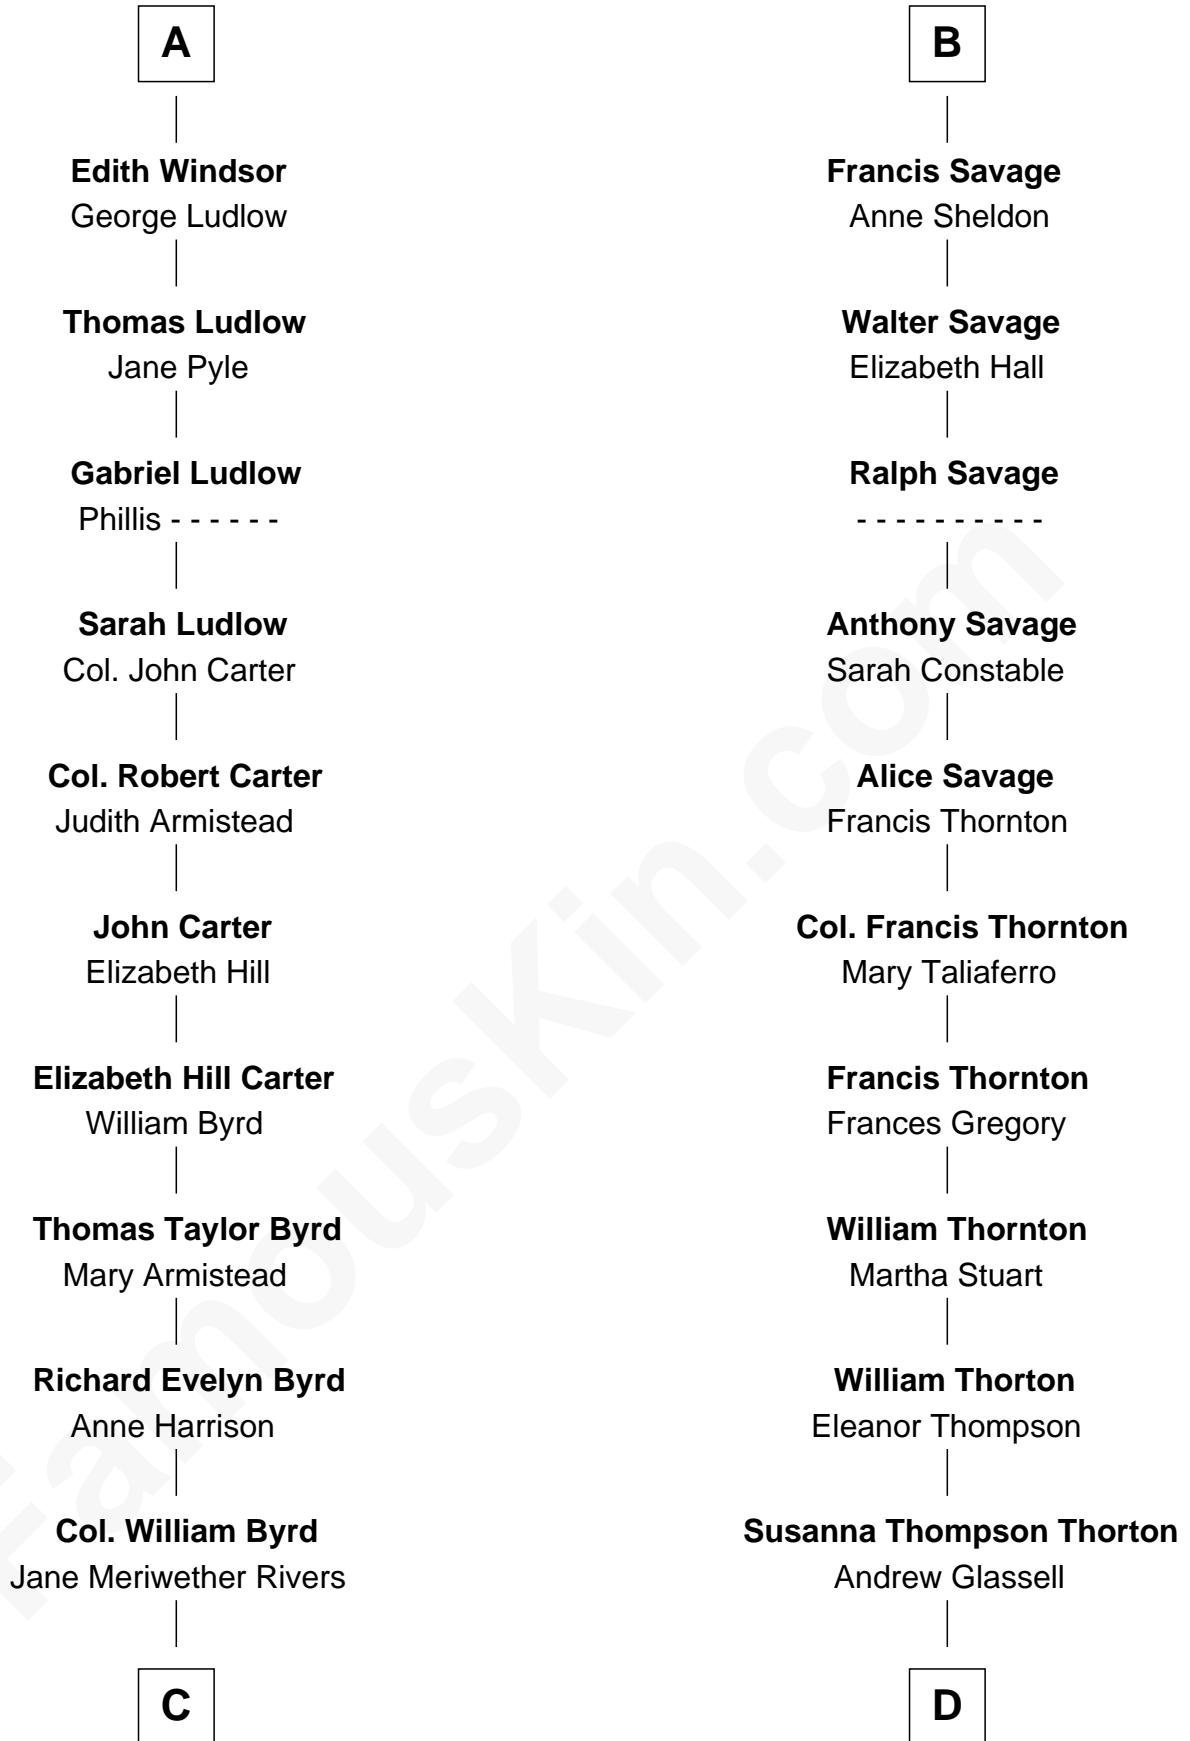 A
Edith Windsor
George Ludlow
Thomas Ludlow
Jane Pyle
Gabriel Ludlow
Phillis - - - - - -
Sarah Ludlow
Col. John Carter
Col. Robert Carter
Judith Armistead
John Carter
Elizabeth Hill
Elizabeth Hill Carter
William Byrd
Thomas Taylor Byrd
Mary Armistead
Richard Evelyn Byrd
Anne Harrison
Col. William Byrd
Jane Meriwether Rivers
C
B
Francis Savage
Anne Sheldon
Walter Savage
Elizabeth Hall
Ralph Savage
- - - - - - - - - -
Anthony Savage
Sarah Constable
Alice Savage
Francis Thornton
Col. Francis Thornton
Mary Taliaferro
Francis Thornton
Frances Gregory
William Thornton
Martha Stuart
William Thorton
Eleanor Thompson
Susanna Thompson Thorton
Andrew Glassell
D
FamousKin.com